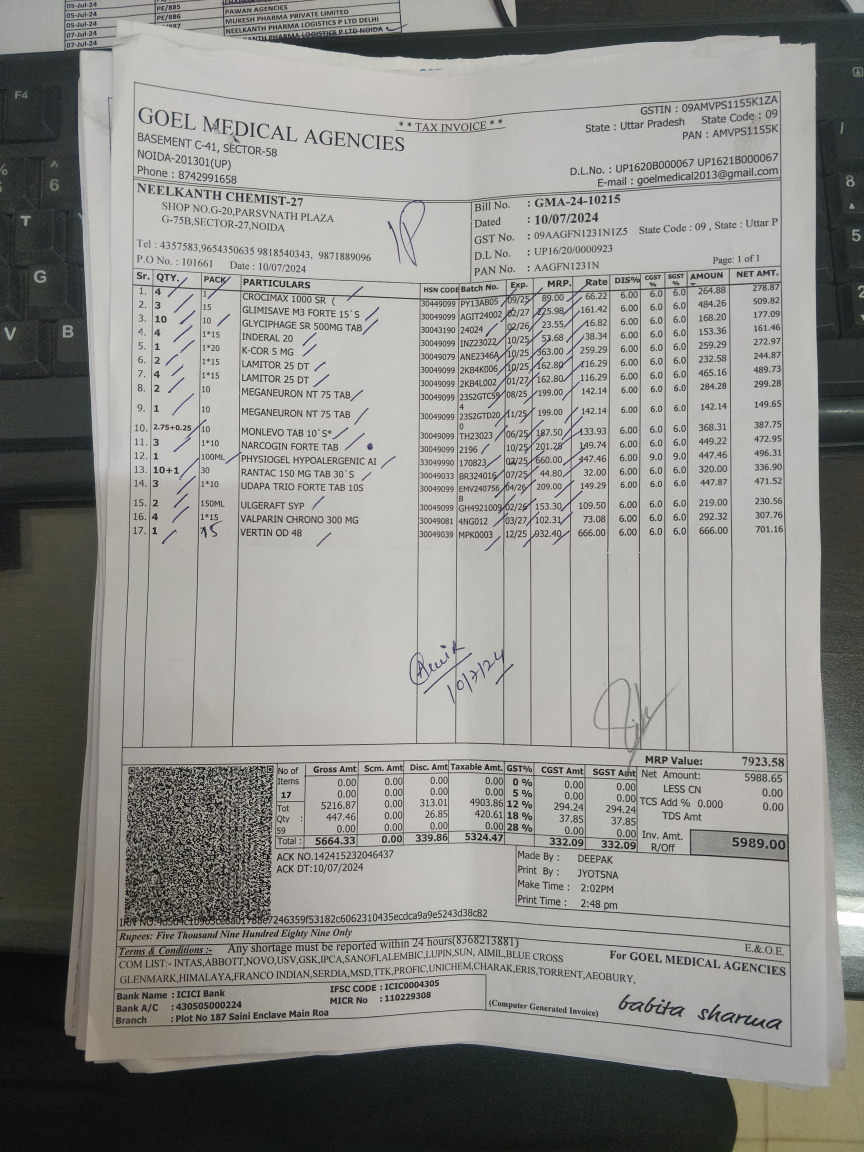 05-Jul-24 PE/885 PAWAN AGENCIES
05-Jul-24 PE/886 MUKESH PHARMA PRIVATE LIMITED
07-Jul-24 NEELKANTH PHARMA LOGISTICS P LTD DELHI
07-Jul-24 PHARMA LOGISTICS P LTD NOIDA
F4
6
T
G
V
B
8
5
2
GOEL MEDICAL AGENCIES
BASEMENT C-41, SECTOR-58
NOIDA-201301(UP)
Phone : 8742991658
* * TAX INVOICE * *
GSTIN : 09AMVPS1155K1ZA
State : Uttar Pradesh State Code : 09
PAN : AMVPS1155K
D.L.No. : UP1620B000067 UP1621B000067
E-mail : goelmedical2013@gmail.com
NEELKANTH CHEMIST-27
SHOP NO.G-20,PARSVNATH PLAZA
G-75B,SECTOR-27,NOIDA
Tel : 4357583,9654350635 9818540343, 9871889096
P.O No. : 101661 Date : 10/07/2024
Bill No. : GMA-24-10215
Dated : 10/07/2024
GST No. : 09AAGFN1231N1Z5 State Code : 09 , State : Uttar P
D.L No. : UP16/20/0000923
PAN No. : AAGFN1231N Page: 1 of 1
Sr. QTY. PACK PARTICULARS HSN CODE Batch No. Exp. MRP. Rate DIS% CGST % SGST % AMOUN NET AMT.
1. 4 1 CROCIMAX 1000 SR ( 30049099 PY13AB05 09/25 89.00 66.22 6.00 6.0 6.0 264.88 278.87
2. 3 15 GLIMISAVE M3 FORTE 15`S 30049099 AGIT24002 02/27 225.98 161.42 6.00 6.0 6.0 484.26 509.82
3. 10 10 GLYCIPHAGE SR 500MG TAB 30043190 24024 02/26 23.55 16.82 6.00 6.0 6.0 168.20 177.09
4. 4 1*15 INDERAL 20 30049099 INZ23022 10/25 53.68 38.34 6.00 6.0 6.0 153.36 161.46
5. 1 1*20 K-COR 5 MG 30049079 ANE2346A 10/25 363.00 259.29 6.00 6.0 6.0 259.29 272.97
6. 2 1*15 LAMITOR 25 DT 30049099 2KB4K006 10/25 162.80 116.29 6.00 6.0 6.0 232.58 244.87
7. 4 1*15 LAMITOR 25 DT 30049099 2KB4L002 01/27 162.80 116.29 6.00 6.0 6.0 465.16 489.73
8. 2 10 MEGANEURON NT 75 TAB 30049099 23S2GTC59 08/25 199.00 142.14 6.00 6.0 6.0 284.28 299.28
4
9. 1 10 MEGANEURON NT 75 TAB 30049099 23S2GTD20 11/25 199.00 142.14 6.00 6.0 6.0 142.14 149.65
0
10. 2.75+0.25 10 MONLEVO TAB 10`S* 30049099 TH23023 06/25 187.50 133.93 6.00 6.0 6.0 368.31 387.75
11. 3 1*10 NARCOGIN FORTE TAB 30049099 2196 10/25 201.25 149.74 6.00 6.0 6.0 449.22 472.95
12. 1 100ML PHYSIOGEL HYPOALERGENIC AI 30049990 170823 07/25 660.00 447.46 6.00 9.0 9.0 447.46 496.31
13. 10+1 30 RANTAC 150 MG TAB 30`S 30049033 BR324016 07/25 44.80 32.00 6.00 6.0 6.0 320.00 336.90
14. 3 1*10 UDAPA TRIO FORTE TAB 10S 30049099 EMV240756 04/26 209.00 149.29 6.00 6.0 6.0 447.87 471.52
B
15. 2 150ML ULGERAFT SYP 30049099 GH4921009 02/26 153.30 109.50 6.00 6.0 6.0 219.00 230.56
16. 4 1*15 VALPARIN CHRONO 300 MG 30049081 4NG012 03/27 102.31 73.08 6.00 6.0 6.0 292.32 307.76
17. 1 15 VERTIN OD 48 30049039 MPK0003 12/25 932.40 666.00 6.00 6.0 6.0 666.00 701.16
10/7/24
MRP Value: 7923.58
No of Items 17 Tot Qty : 59
Gross Amt Scm. Amt Disc. Amt Taxable Amt. GST% CGST Amt SGST Amt
0.00 0.00 0.00 0.00 0 % 0.00 0.00
0.00 0.00 0.00 0.00 5 % 0.00 0.00
5216.87 0.00 313.01 4903.86 12 % 294.24 294.24
447.46 0.00 26.85 420.61 18 % 37.85 37.85
0.00 0.00 0.00 0.00 28 % 0.00 0.00
Total : 5664.33 0.00 339.86 5324.47 332.09 332.09
Net Amount: 5988.65
LESS CN 0.00
TCS Add % 0.000 0.00
TDS Amt
Inv. Amt. R/Off 5989.00
ACK NO.142415232046437
ACK DT:10/07/2024
Made By : DEEPAK
Print By : JYOTSNA
Make Time : 2:02PM
Print Time : 2:48 pm
Rupees: Five Thousand Nine Hundred Eighty Nine Only
E.&.O.E.
Terms & Conditions :- Any shortage must be reported within 24 hours(8368213881)
COM LIST:- INTAS,ABBOTT,NOVO,USV,GSK,IPCA,SANOFI,ALEMBIC,LUPIN,SUN, AIMIL,BLUE CROSS
GLENMARK,HIMALAYA,FRANCO INDIAN,SERDIA,MSD,TTK,PROFIC,UNICHEM,CHARAK,ERIS,TORRENT,AEOBURY,
For GOEL MEDICAL AGENCIES
Bank Name : ICICI Bank IFSC CODE : ICIC0004305
Bank A/C : 430505000224 MICR No : 110229308
Branch : Plot No 187 Saini Enclave Main Roa
(Computer Generated Invoice)
babita sharma